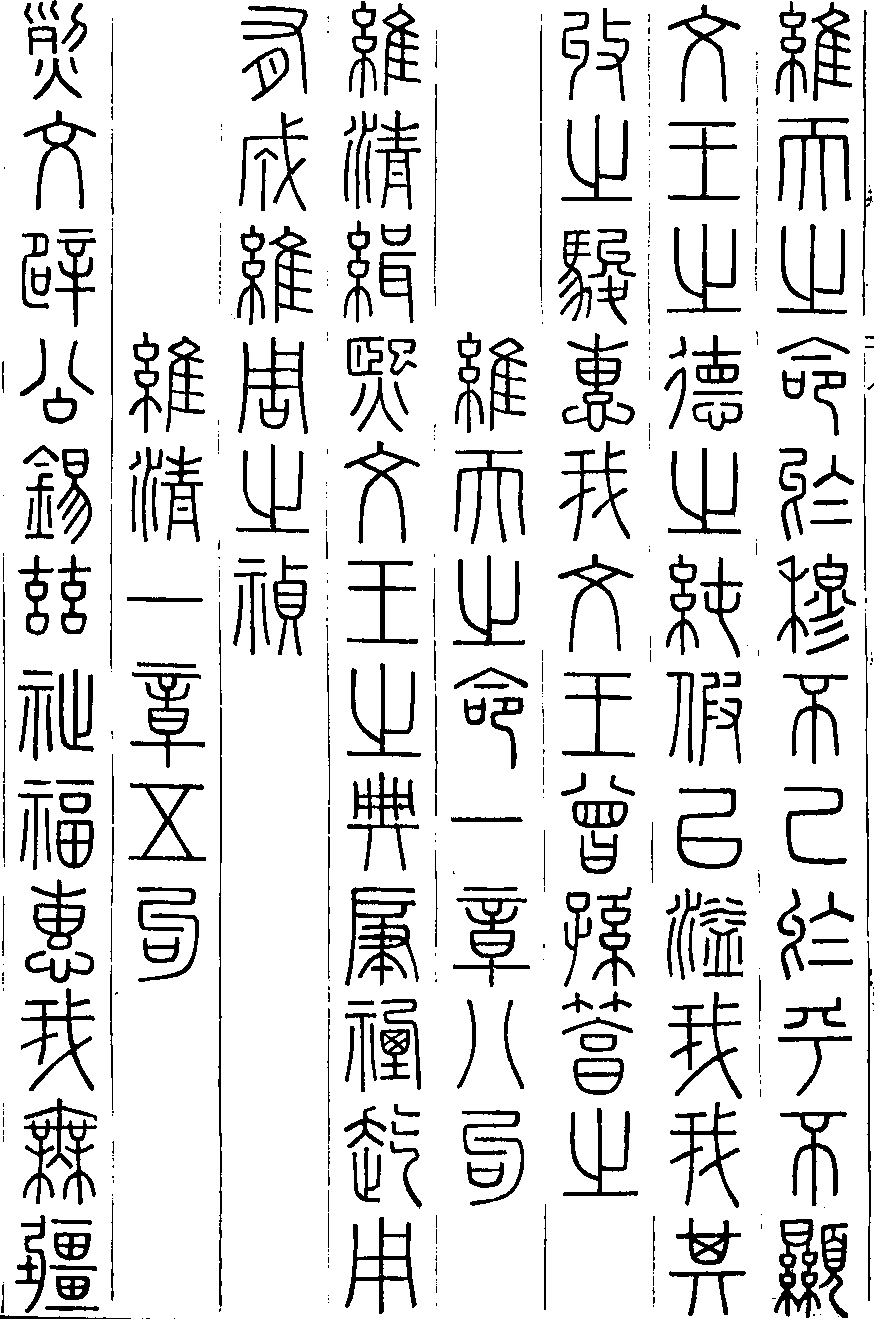 維天之命於穆不已於乎不顯
文王之德之純假以溢我我其
收之駿惠我文王曾孫篤之
維天之命一章八句
維清緝熙文王之典肇禋迄用
有成維周之禎
維清一章五句
烈文辟公錫茲祉福惠我無疆